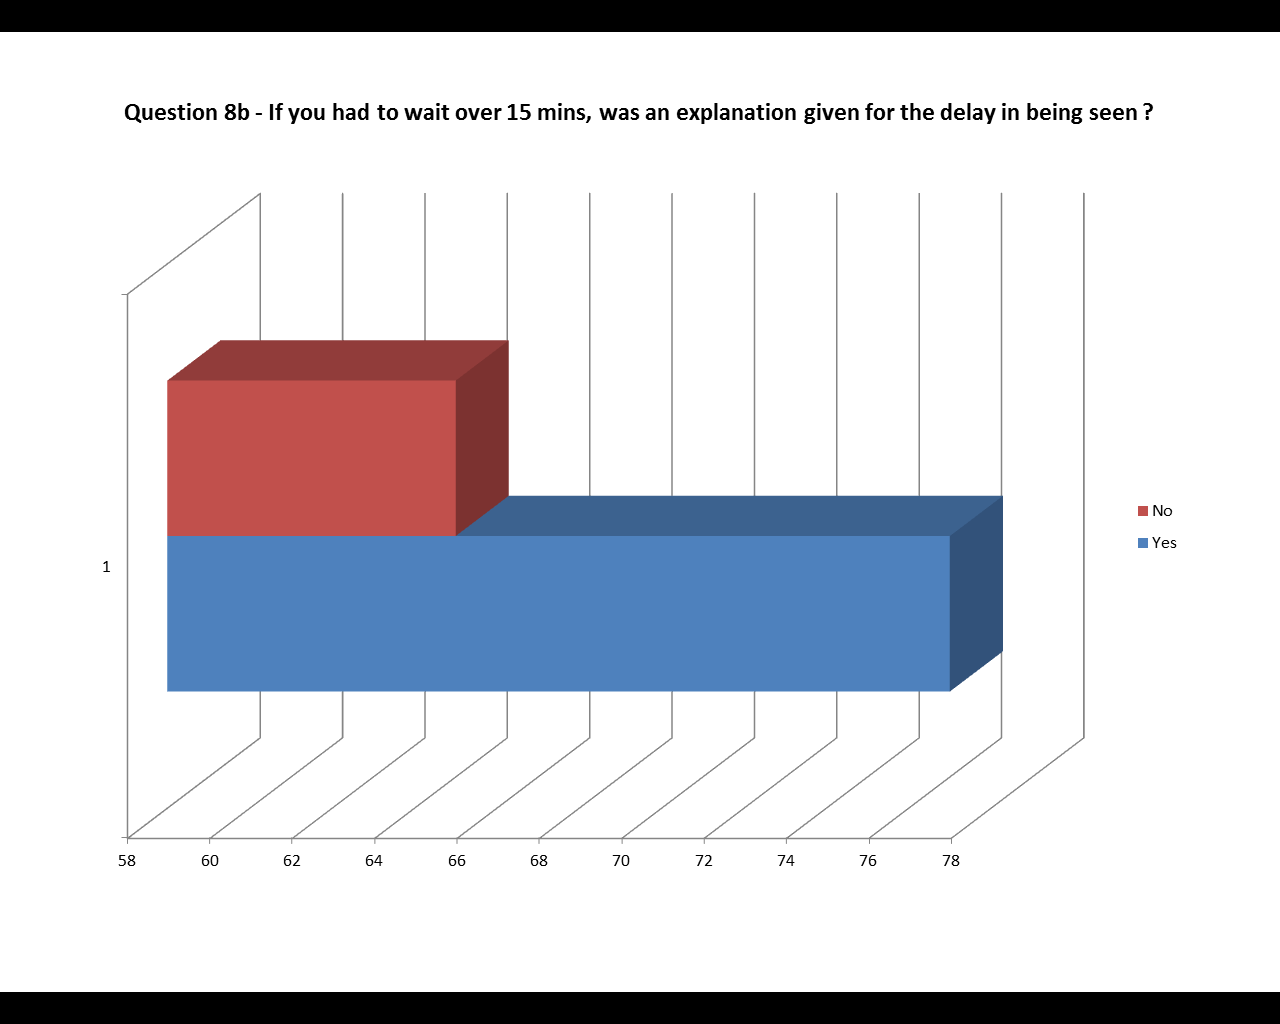 Question 8b - If you had to wait over 15 mins, was an explanation given for the delay in being seen ?
No
Yes
1
58 60 62 64 66 68 70 72 74 76 78